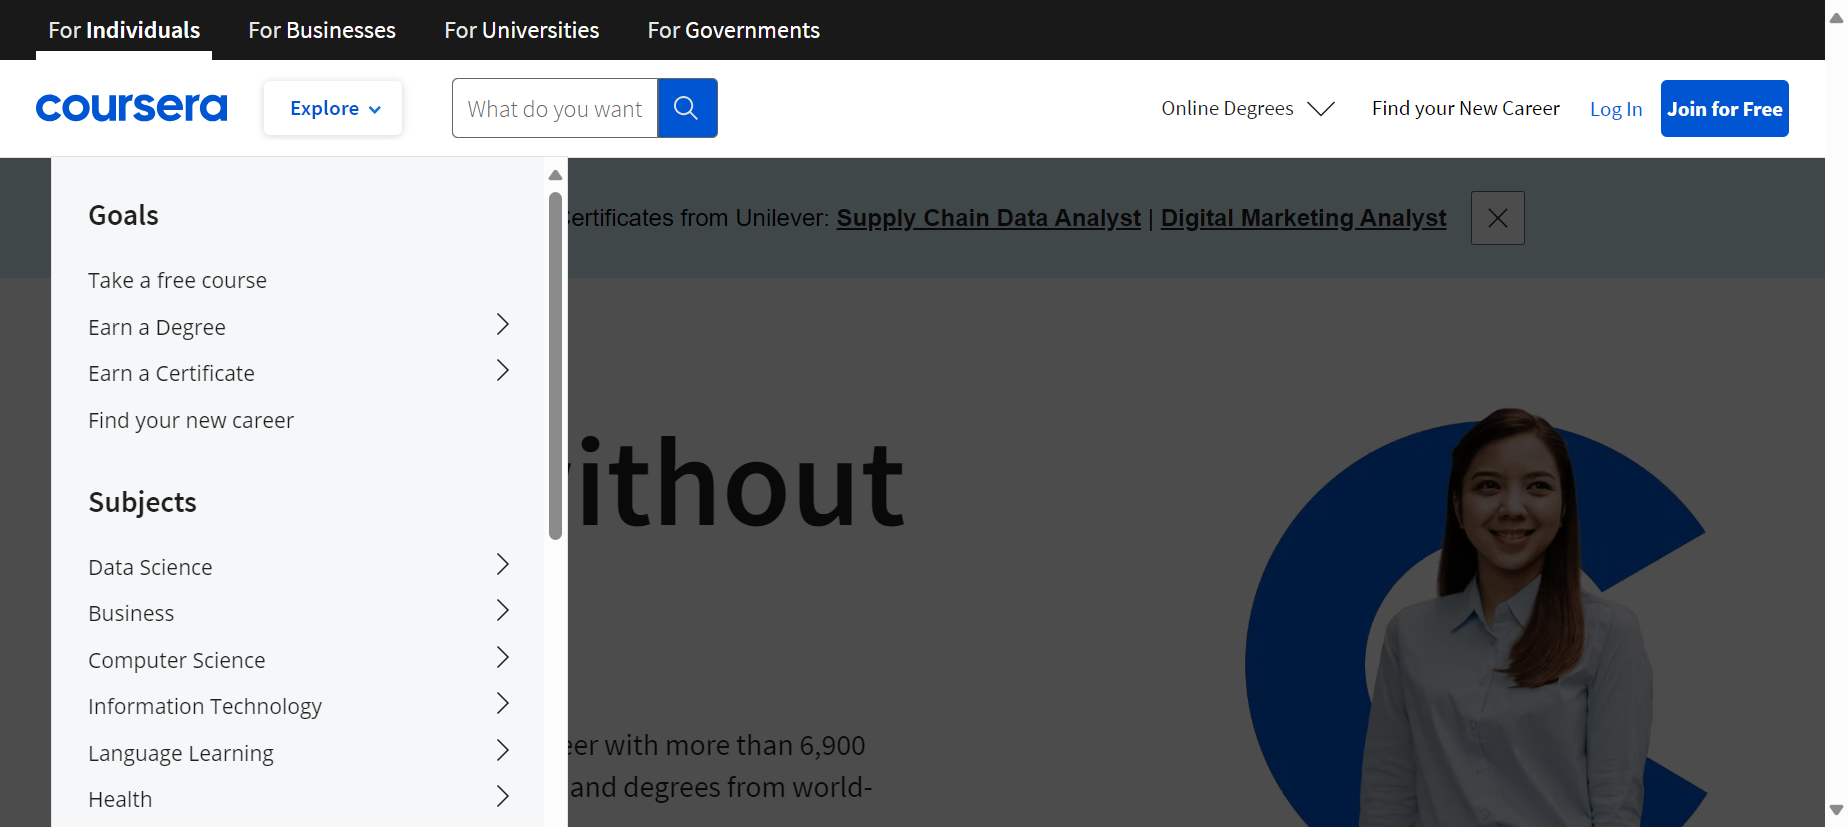 For Individuals For Businesses For Universities For Governments
coursera Explore What do you want Online Degrees Find your New Career Log In Join for Free
Certificates from Unilever: Supply Chain Data Analyst | Digital Marketing Analyst
Goals
Take a free course
Earn a Degree
Earn a Certificate
Find your new career
Subjects
Data Science
Business
Computer Science
Information Technology
Language Learning
Health
ithout
eer with more than 6,900
and degrees from world-